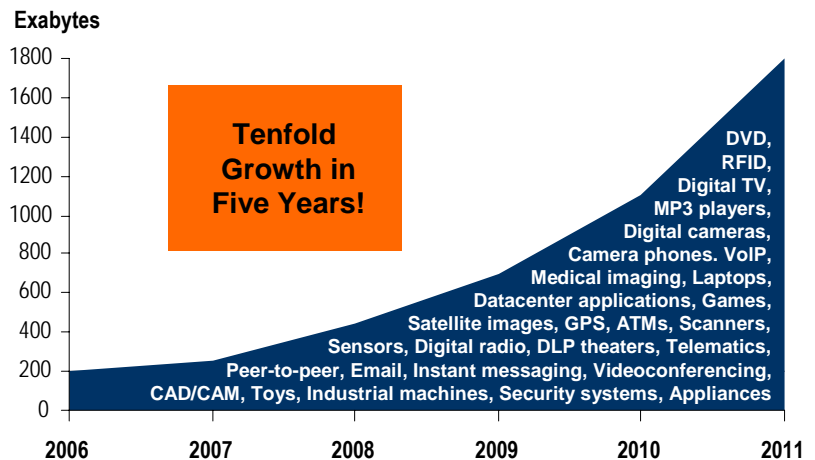 Exabytes
1800
1600
1400
1200
1000
800
600
400
200
0
Tenfold
Growth in
Five Years!
DVD,
RFID,
Digital TV,
MP3 players,
Digital cameras,
Camera phones. VoIP,
Medical imaging, Laptops,
Datacenter applications, Games,
Satellite images, GPS, ATMs, Scanners,
Sensors, Digital radio, DLP theaters, Telematics,
Peer-to-peer, Email, Instant messaging, Videoconferencing,
CAD/CAM, Toys, Industrial machines, Security systems, Appliances
2006 2007 2008 2009 2010 2011